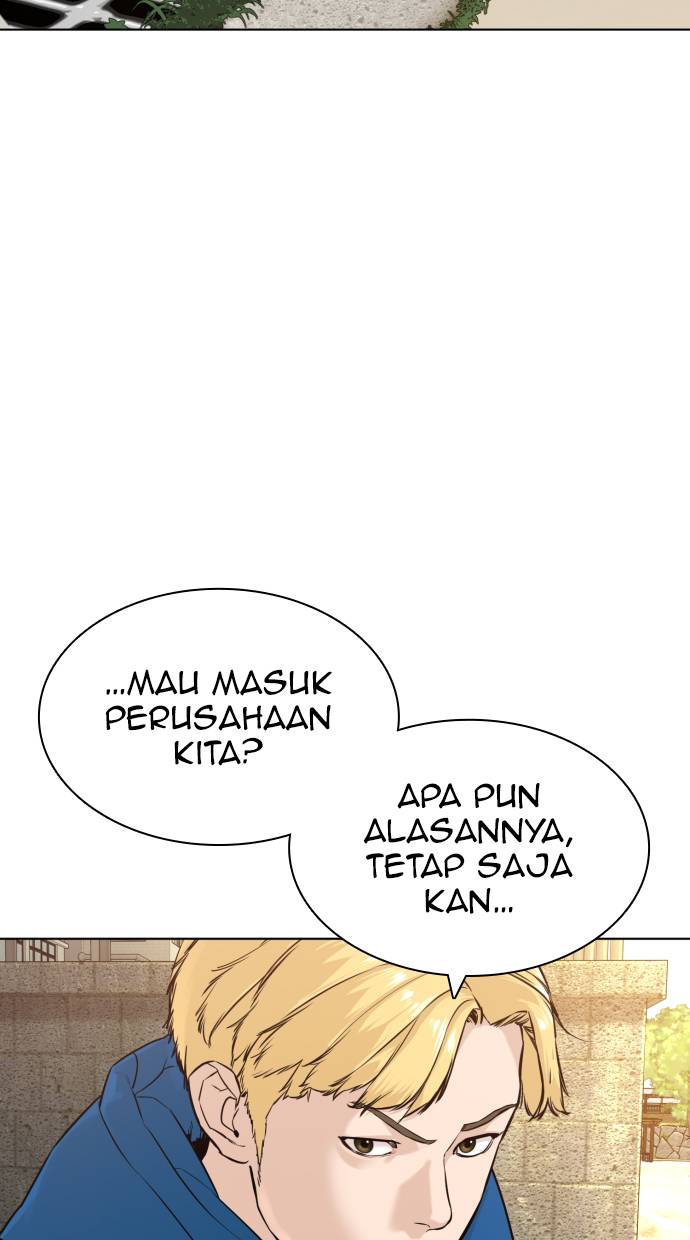 ...MAU MASUK
PERUSAHAAN
KITA?
APA PUN
ALASANNYA,
TETAP SAJA
KAN...